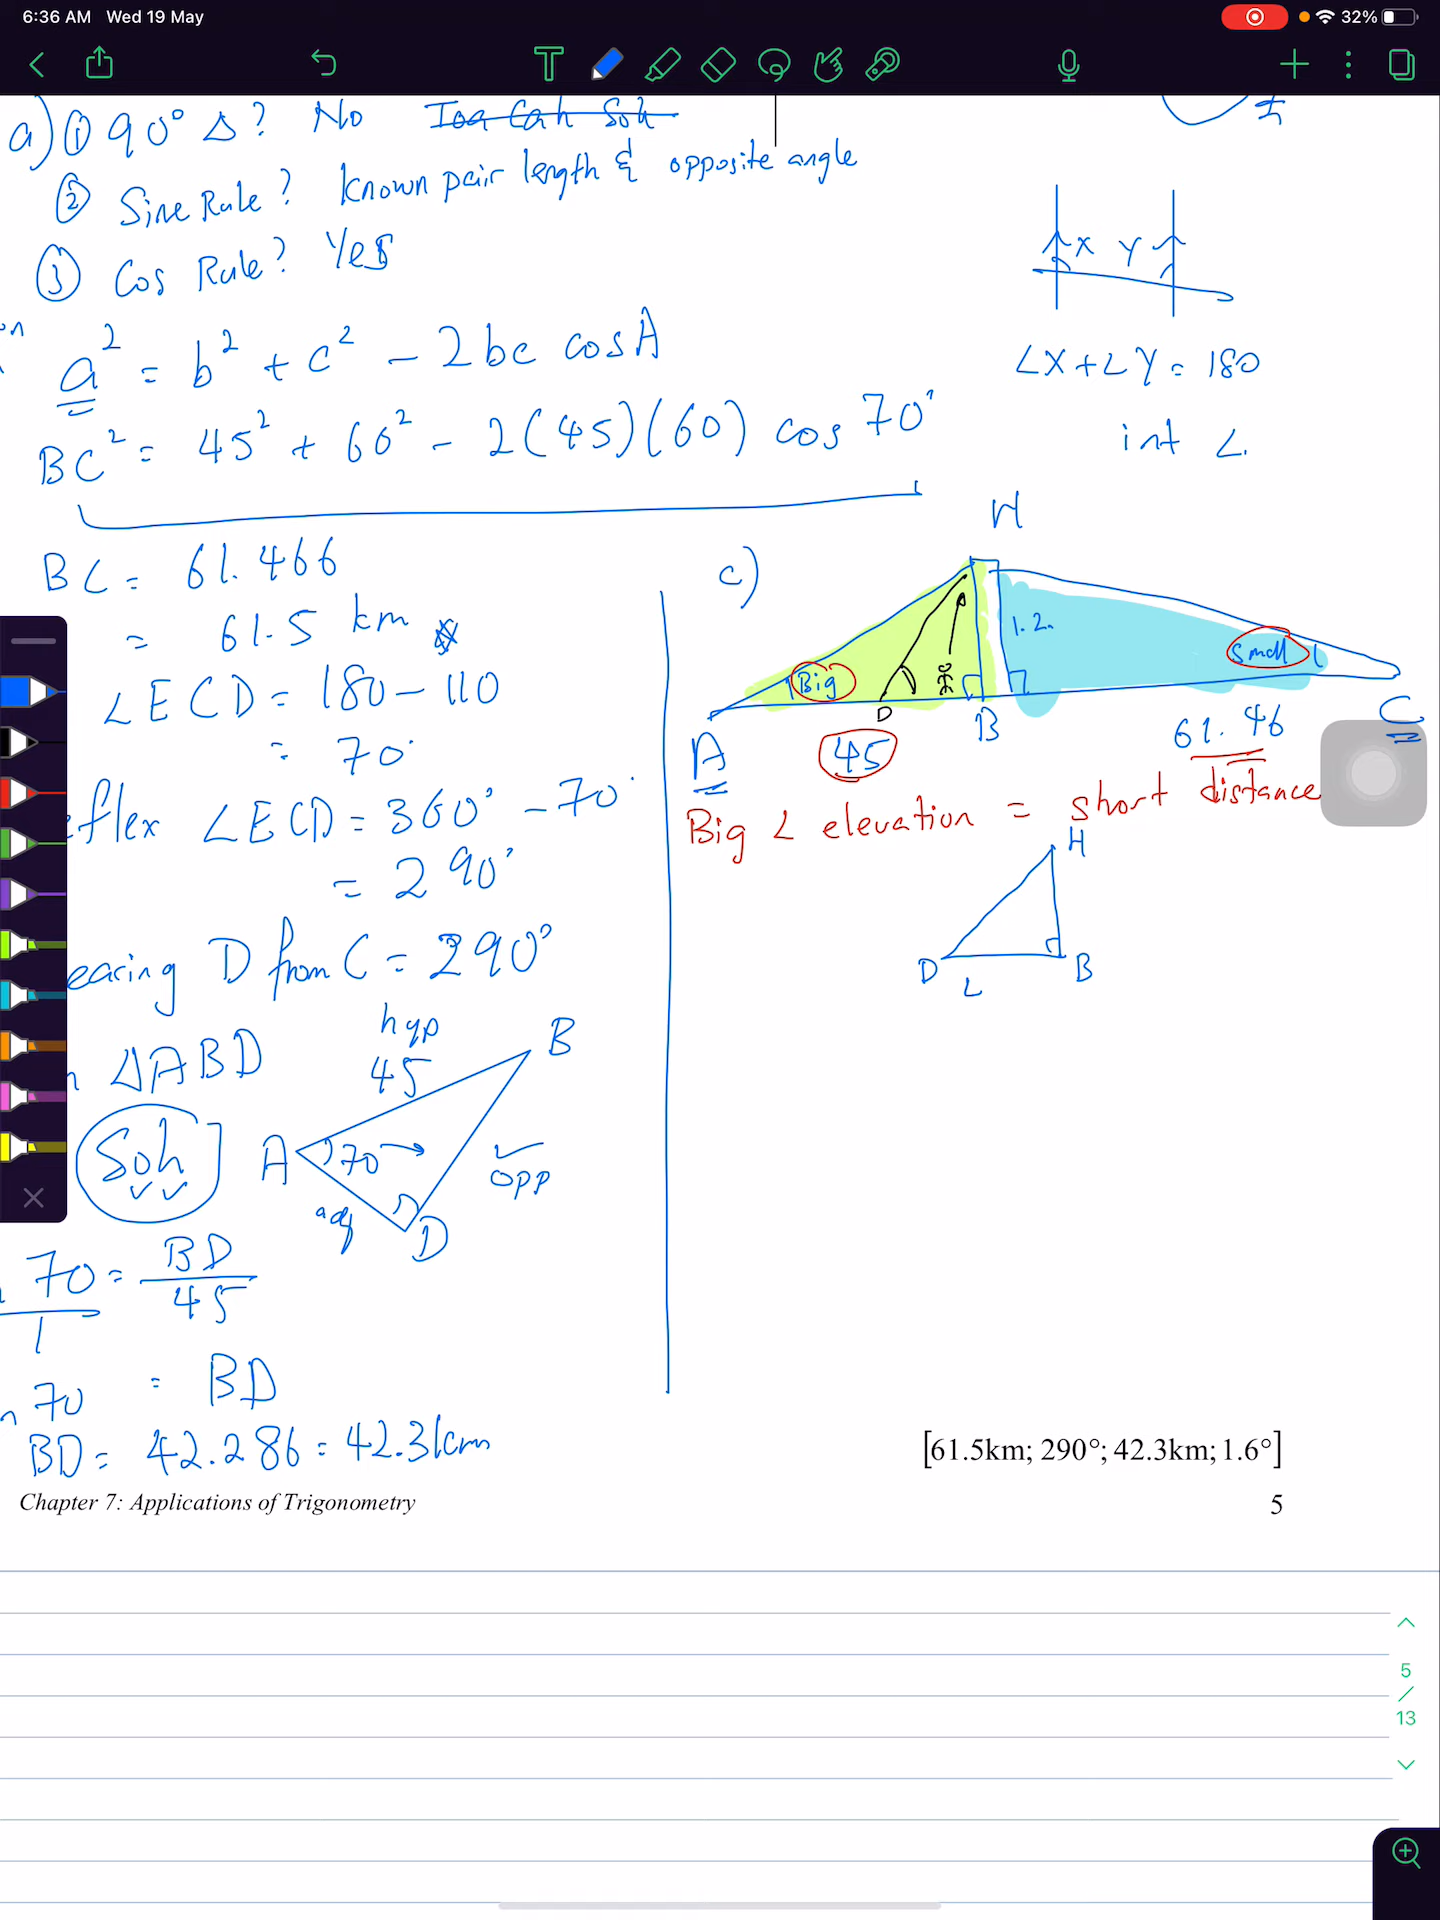 6:36 AM Wed 19 May
32%
a) ① 90° Δ? No Toa Cah Soh
② Sine Rule? Known pair length & opposite angle
③ Cos Rule? Yes
a² = b² + c² - 2bc cos A
BC² = 45² + 60² - 2(45)(60) cos 70°
BC = 61.466
= 61.5 km
∠ECD = 180 - 110
= 70°
eflex ∠ECD = 360° - 70°
= 290°
earing D from C = 290°
ΔABD
hyp
45
B
Soh
A
70
opp
adj
D
70 = BD
45
1
70 = BD
BD = 42.286 = 42.3km
X Y
∠X + ∠Y = 180
int ∠.
c)
H
1.2
Big
Small
D
B
A
45
61.46
C
Big ∠ elevation = short distance
H
D
B
[61.5km; 290°; 42.3km; 1.6°]
Chapter 7: Applications of Trigonometry
5
5
/
13